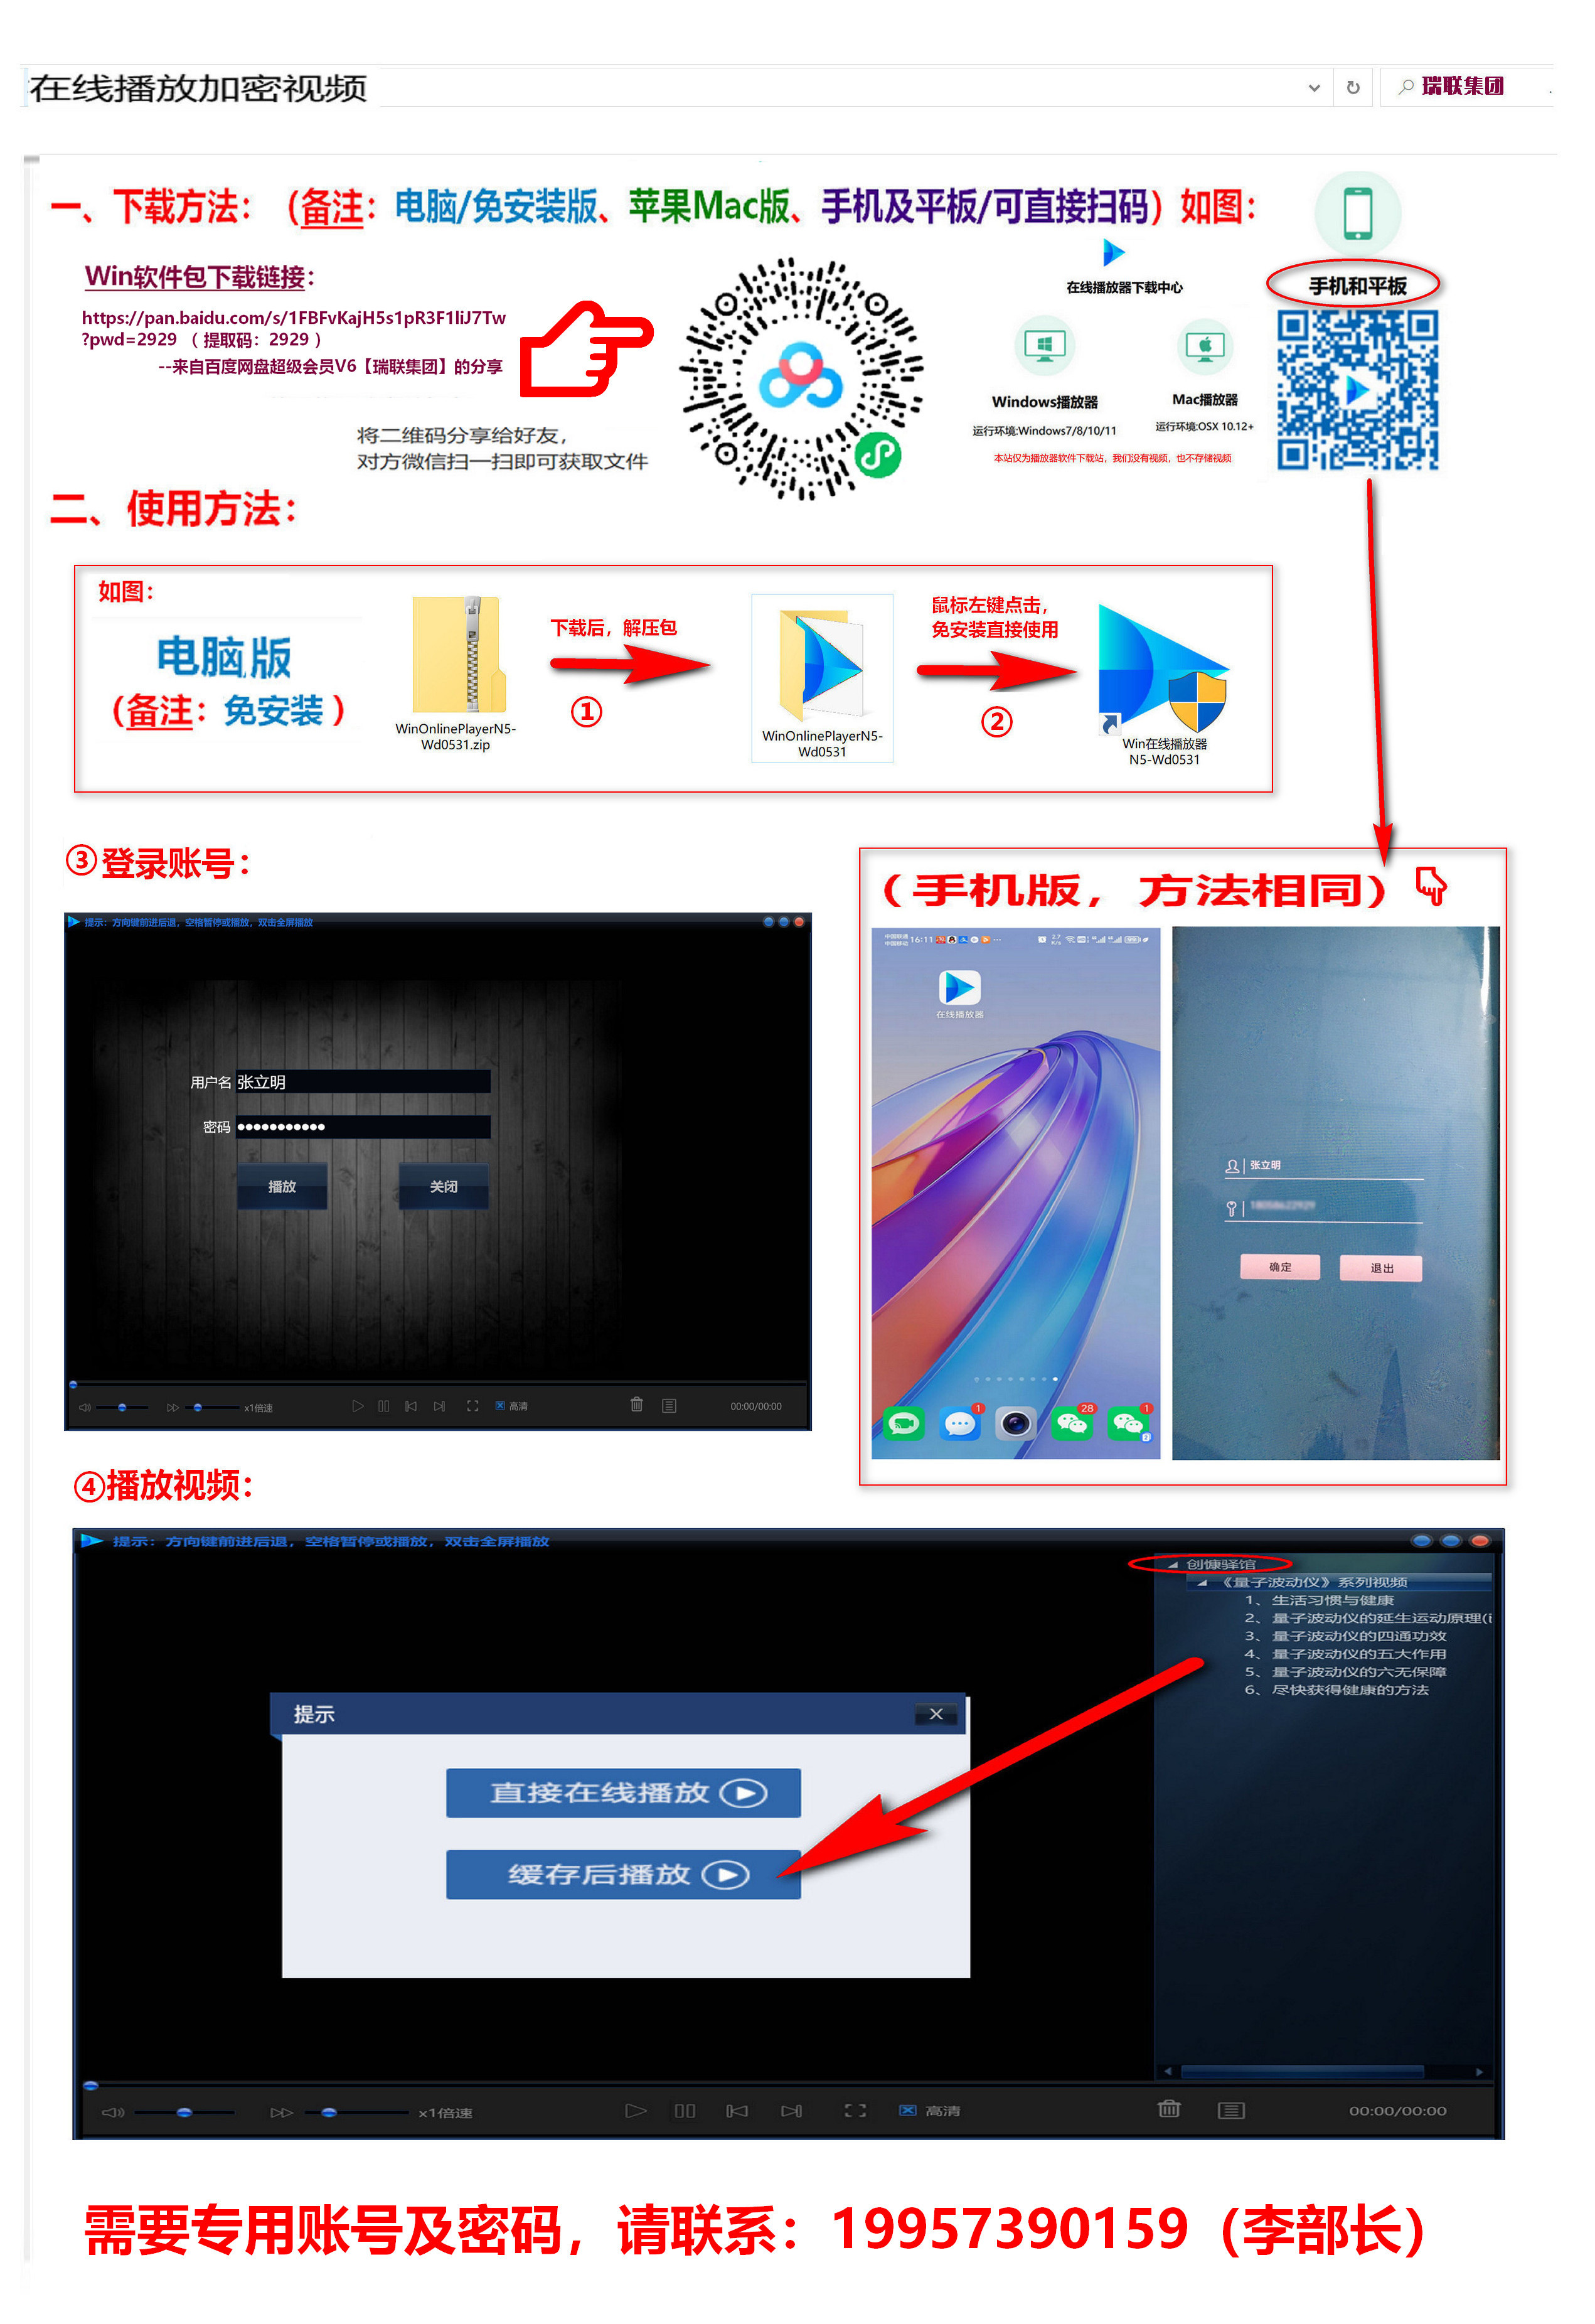 在线播放加密视频
瑞联集团
一、下载方法：（备注：电脑/免安装版、苹果Mac版、手机及平板/可直接扫码）如图：
Win软件包下载链接：
https://pan.baidu.com/s/1FBFvKajH5s1pR3F1liJ7Tw
?pwd=2929 （ 提取码：2929 ）
--来自百度网盘超级会员V6【瑞联集团】的分享
将二维码分享给好友，
对方微信扫一扫即可获取文件
在线播放器下载中心
Windows播放器
运行环境:Windows7/8/10/11
Mac播放器
运行环境:OSX 10.12+
本站仅为播放器软件下载站，我们没有视频，也不存储视频
手机和平板
二、使用方法：
如图：
电脑版
（备注：免安装）
WinOnlinePlayerN5-
Wd0531.zip
下载后，解压包
①
WinOnlinePlayerN5-
Wd0531
鼠标左键点击，
免安装直接使用
②
Win在线播放器
N5-Wd0531
③登录账号：
提示：方向键前进后退，空格暂停或播放，双击全屏播放
用户名 张立明
密码
播放
关闭
x1倍速
高清
00:00/00:00
（手机版，方法相同）
中国联通
中国移动
16:11
在线播放器
1
28
1
2
张立明
确定
退出
④播放视频：
提示：方向键前进后退，空格暂停或播放，双击全屏播放
创慷驿馆
《量子波动仪》系列视频
1、生活习惯与健康
2、量子波动仪的延生运动原理
3、量子波动仪的四通功效
4、量子波动仪的五大作用
5、量子波动仪的六无保障
6、尽快获得健康的方法
提示
X
直接在线播放
缓存后播放
x1倍速
高清
00:00/00:00
需要专用账号及密码，请联系：19957390159（李部长）